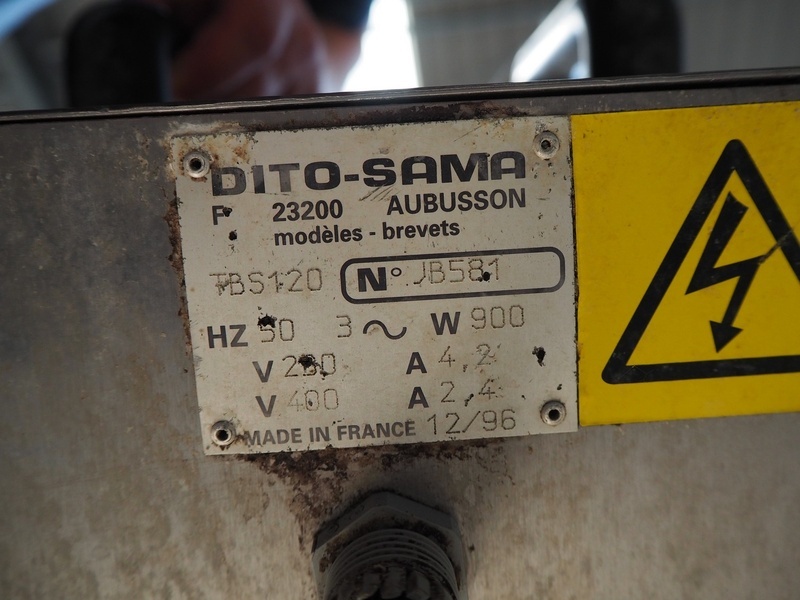 DITO-SAMA
F 23200 AUBUSSON
modèles - brevets
TBS120 N° JB581
HZ 50 3 ~ W 900
V 230 A 4,2
V 400 A 2,4
MADE IN FRANCE 12/96